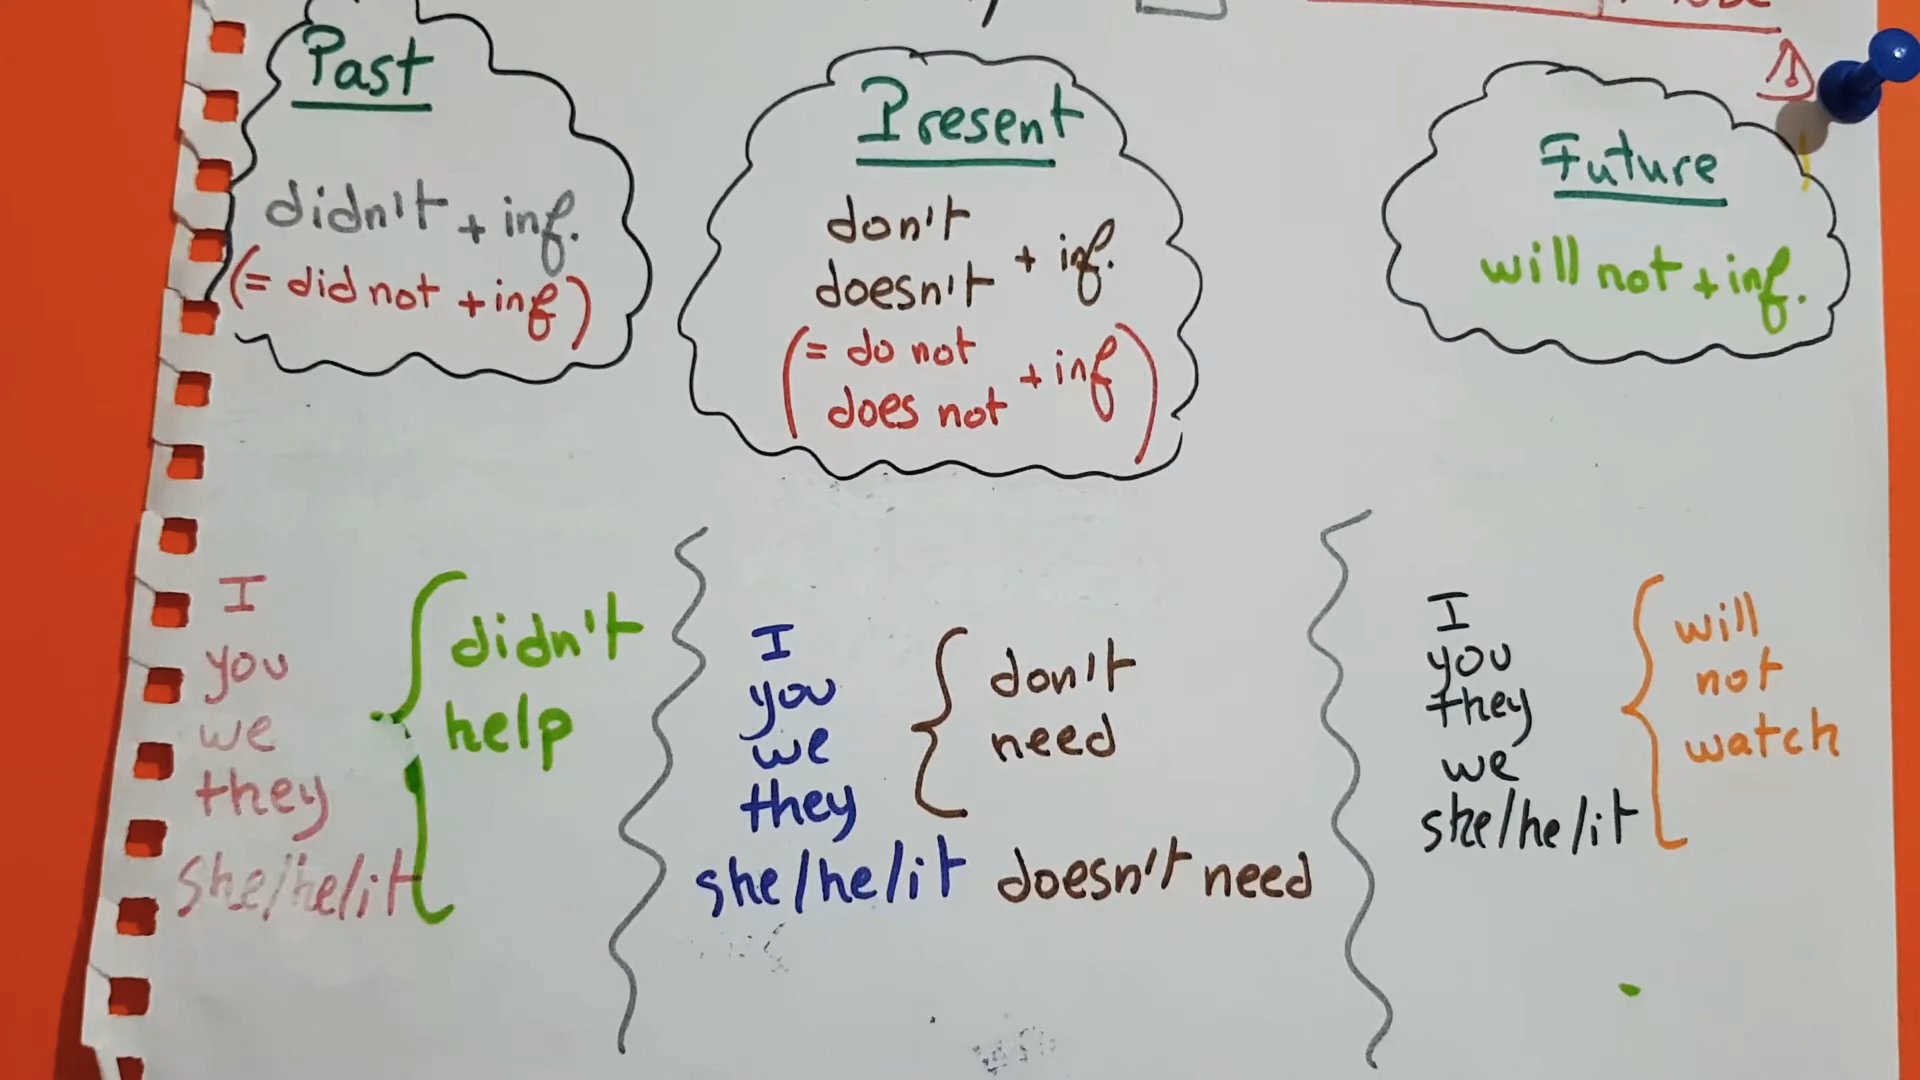 Past
didn't + inf.
(= did not + inf)
Present
don't
doesn't + inf.
(= do not
does not + inf)
Future
will not + inf.
I
you
we
they
she/he/it
didn't
help
I
you
we
they
don't
need
she/he/it doesn't need
I
you
they
we
she/he/it
will
not
watch